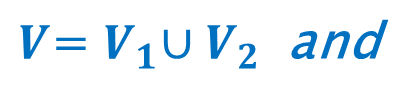 V = V₁ ∪ V₂ and